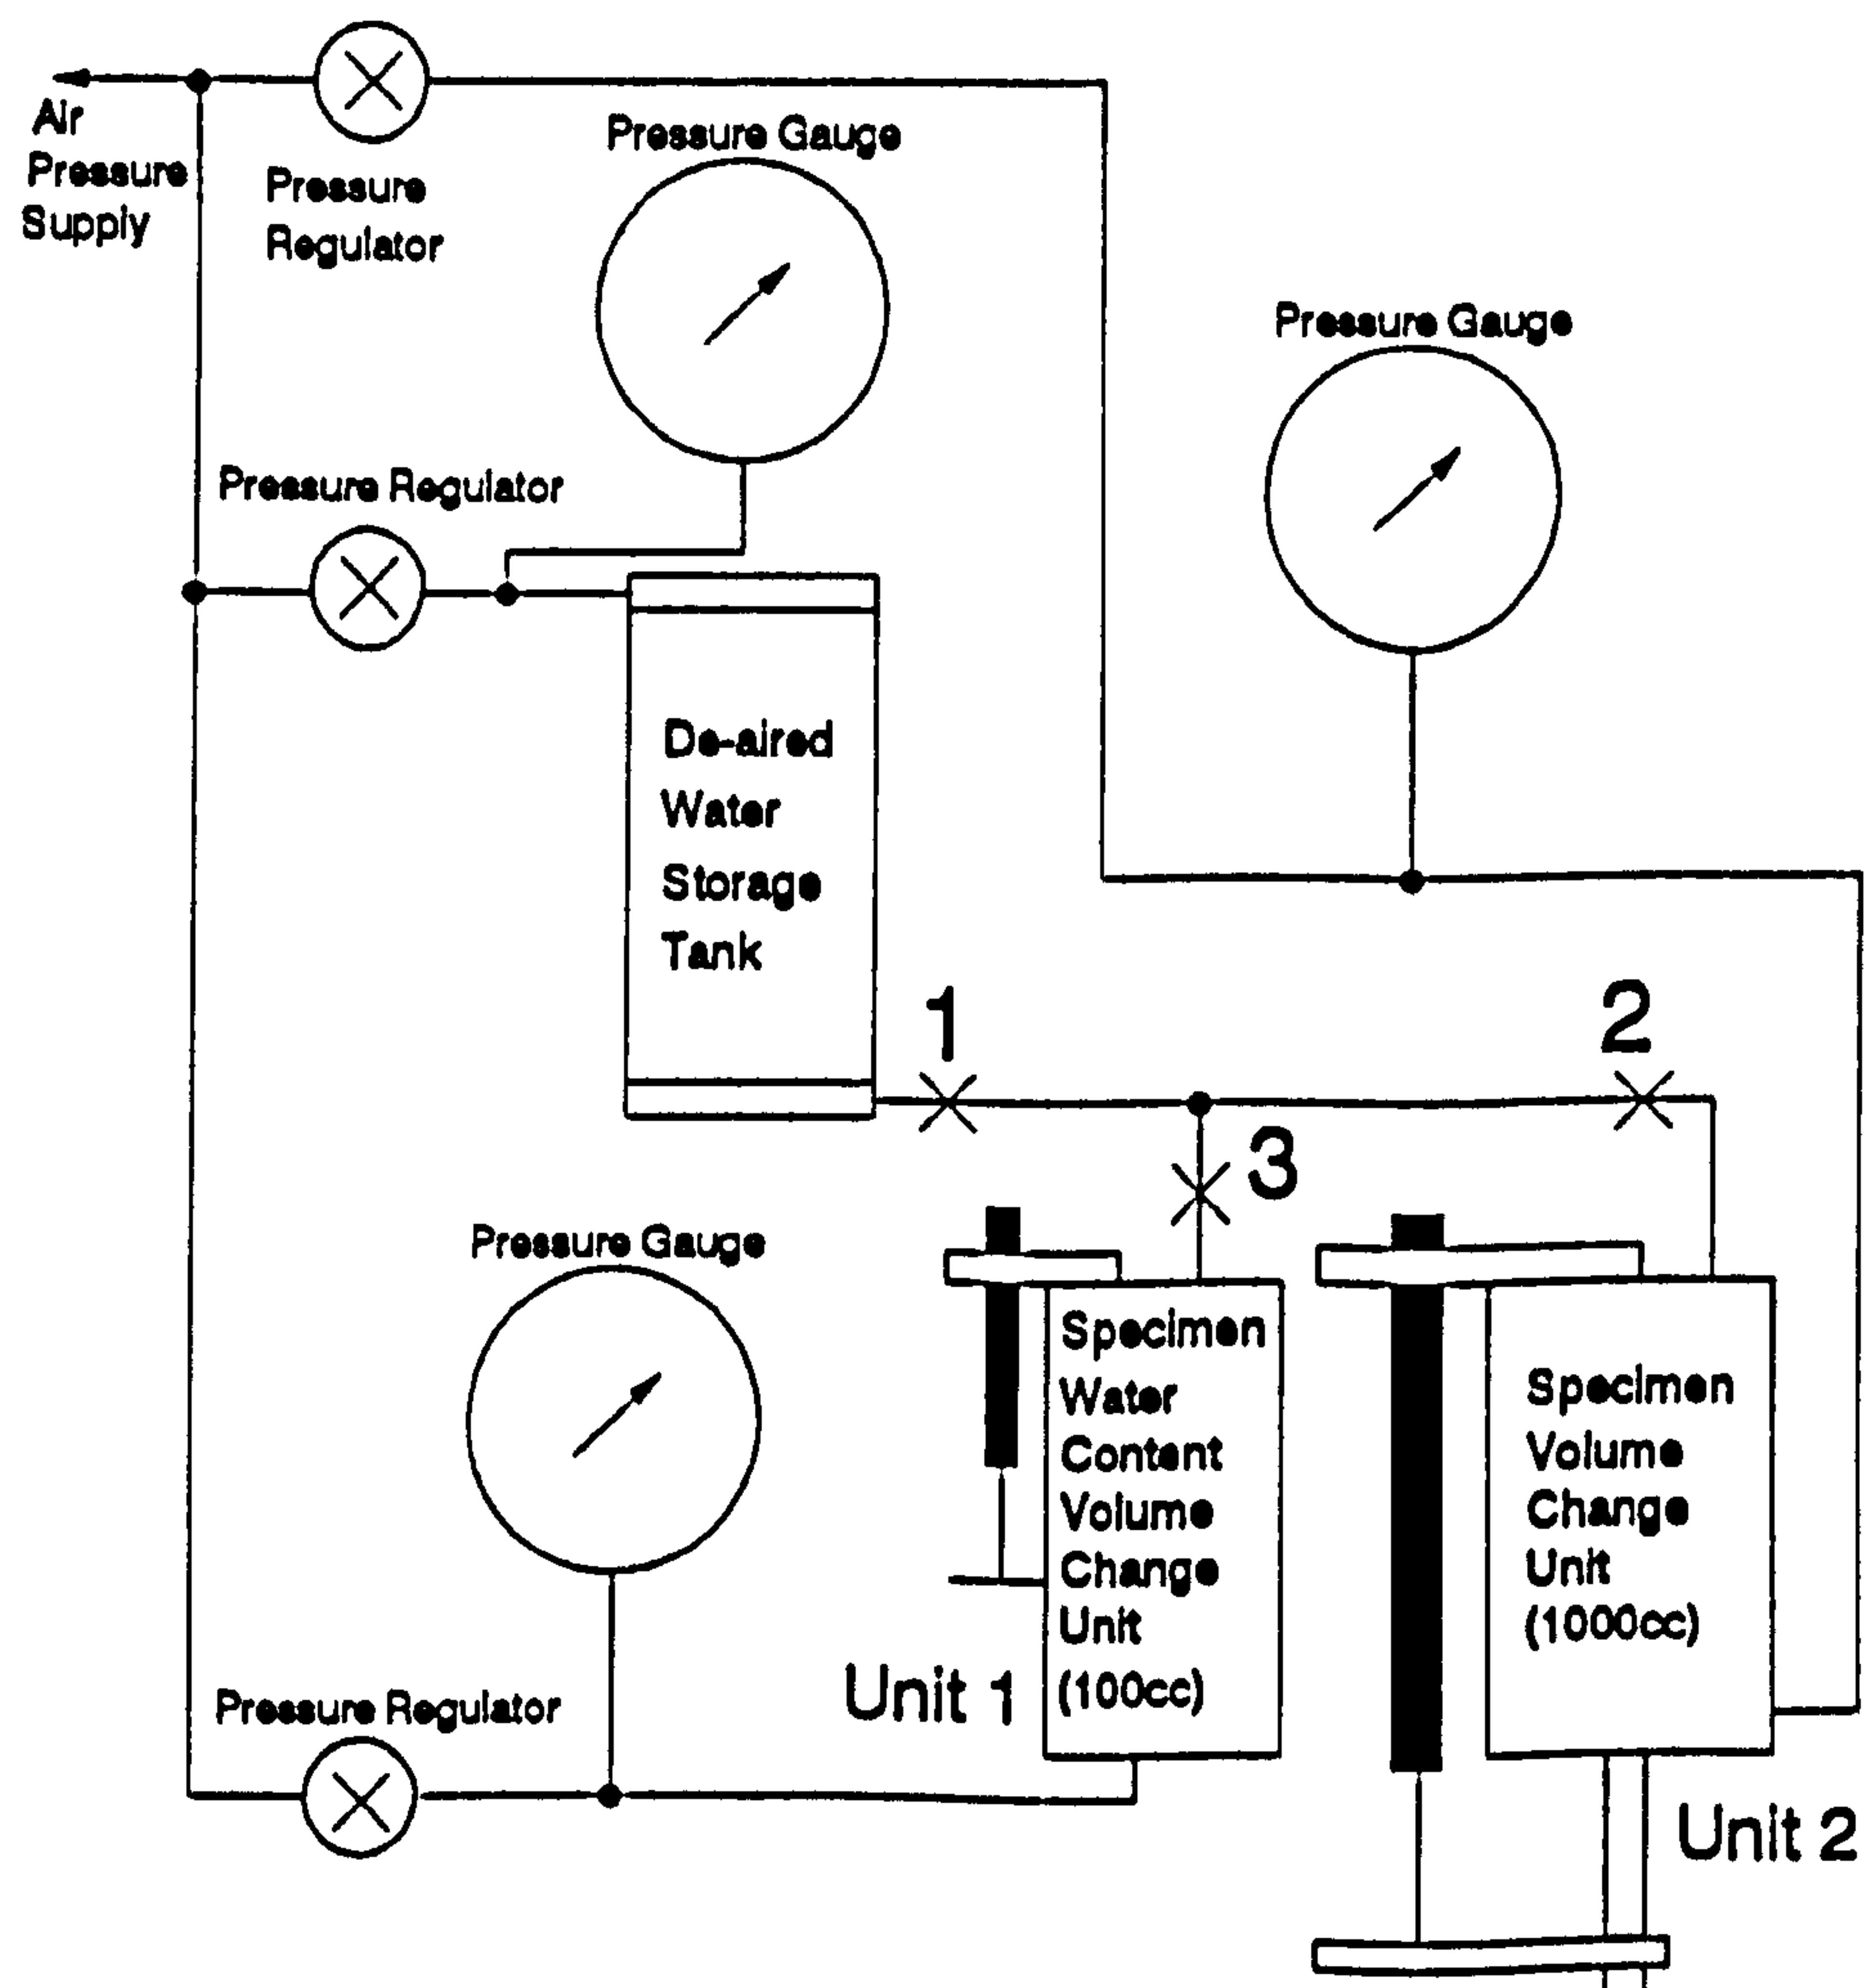 Air
Pressure
Supply
Pressure
Regulator
Pressure Gauge
Pressure Gauge
Pressure Regulator
De-aired
Water
Storage
Tank
1
2
3
Pressure Gauge
Specimen
Water
Content
Volume
Change
Unit
(100cc)
Unit 1
Specimen
Volume
Change
Unit
(1000cc)
Pressure Regulator
Unit 2